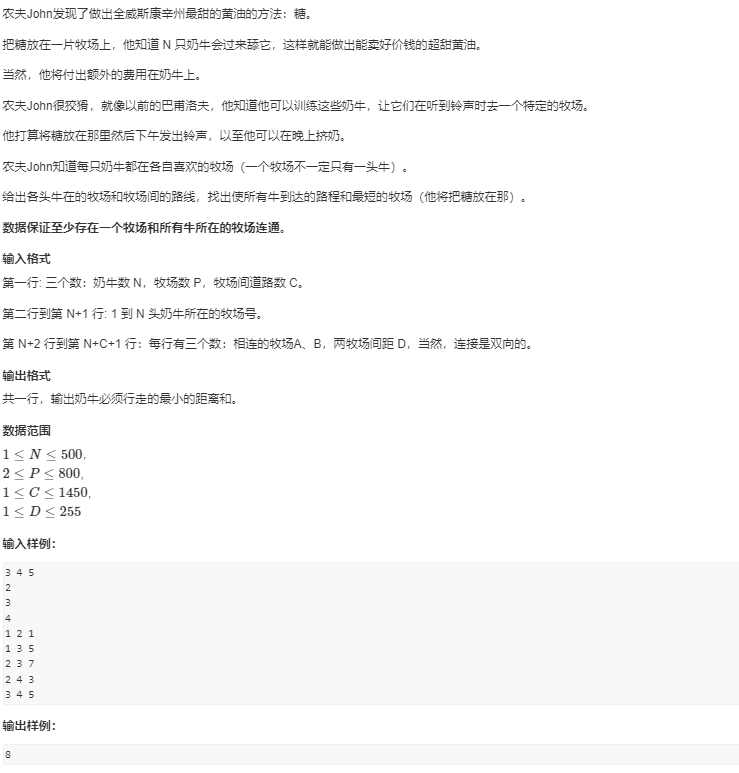 农夫John发现了做出全威斯康辛州最甜的黄油的方法：糖。
把糖放在一片牧场上，他知道 N 只奶牛会过来舔它，这样就能做出能卖好价钱的超甜黄油。
当然，他将付出额外的费用在奶牛上。
农夫John很狡猾，就像以前的巴甫洛夫，他知道他可以训练这些奶牛，让它们在听到铃声时去一个特定的牧场。
他打算将糖放在那里然后下午发出铃声，以至他可以在晚上挤奶。
农夫John知道每只奶牛都在各自喜欢的牧场（一个牧场不一定只有一头牛）。
给出各头牛在的牧场和牧场间的路线，找出使所有牛到达的路程和最短的牧场（他将把糖放在那）。
数据保证至少存在一个牧场和所有牛所在的牧场连通。
输入格式
第一行: 三个数：奶牛数 N，牧场数 P，牧场间道路数 C。
第二行到第 N+1 行: 1 到 N 头奶牛所在的牧场号。
第 N+2 行到第 N+C+1 行：每行有三个数：相连的牧场A、B，两牧场间距 D，当然，连接是双向的。
输出格式
共一行，输出奶牛必须行走的最小的距离和。
数据范围
1 ≤ N ≤ 500,
2 ≤ P ≤ 800,
1 ≤ C ≤ 1450,
1 ≤ D ≤ 255
输入样例：
3 4 5
2
3
4
1 2 1
1 3 5
2 3 7
2 4 3
3 4 5
输出样例：
8